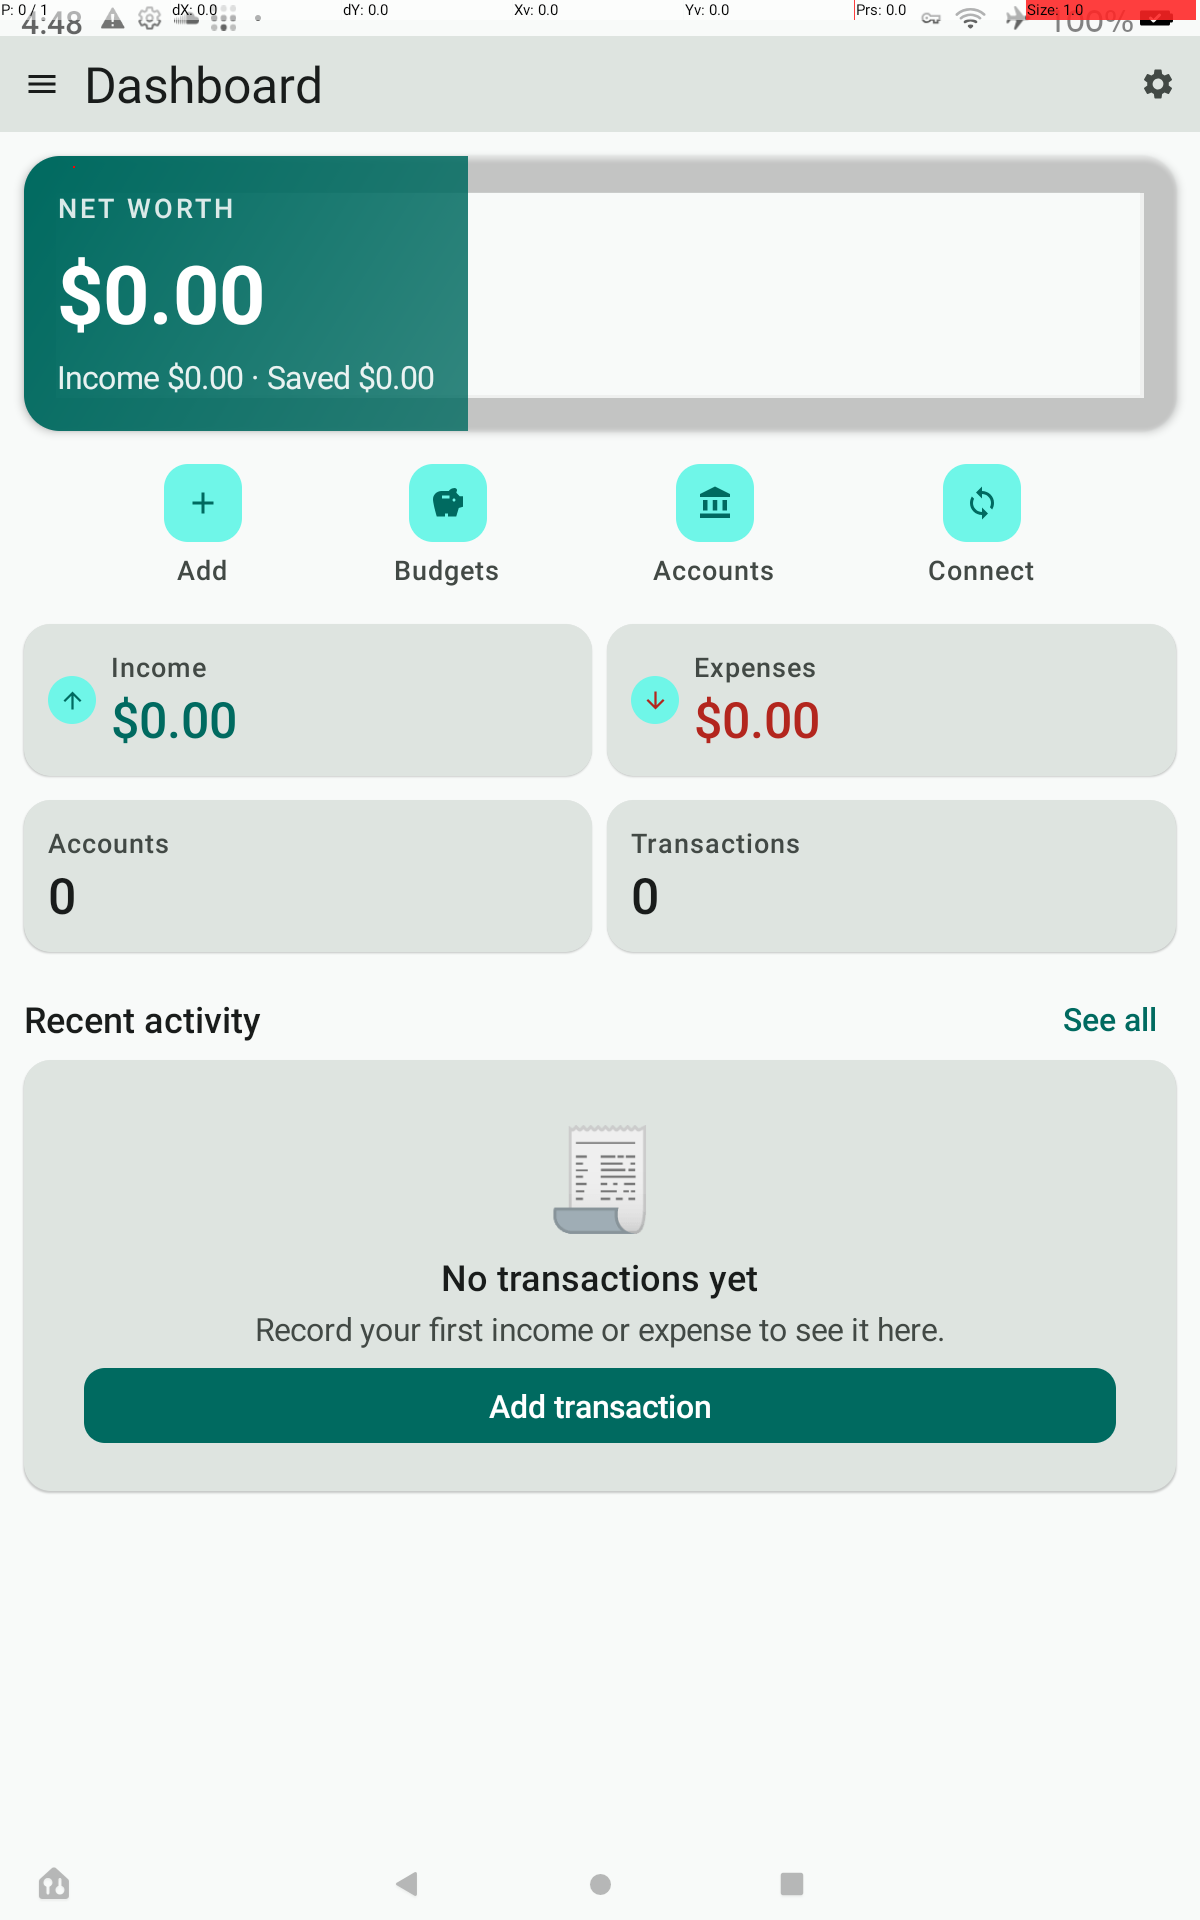 P: 0 / 1
dX: 0.0
dY: 0.0
Xv: 0.0
Yv: 0.0
Prs: 0.0
Size: 1.0
4:48
100%
Dashboard
NET WORTH
$0.00
Income $0.00 · Saved $0.00
Add
Budgets
Accounts
Connect
Income
$0.00
Expenses
$0.00
Accounts
0
Transactions
0
Recent activity
See all
No transactions yet
Record your first income or expense to see it here.
Add transaction